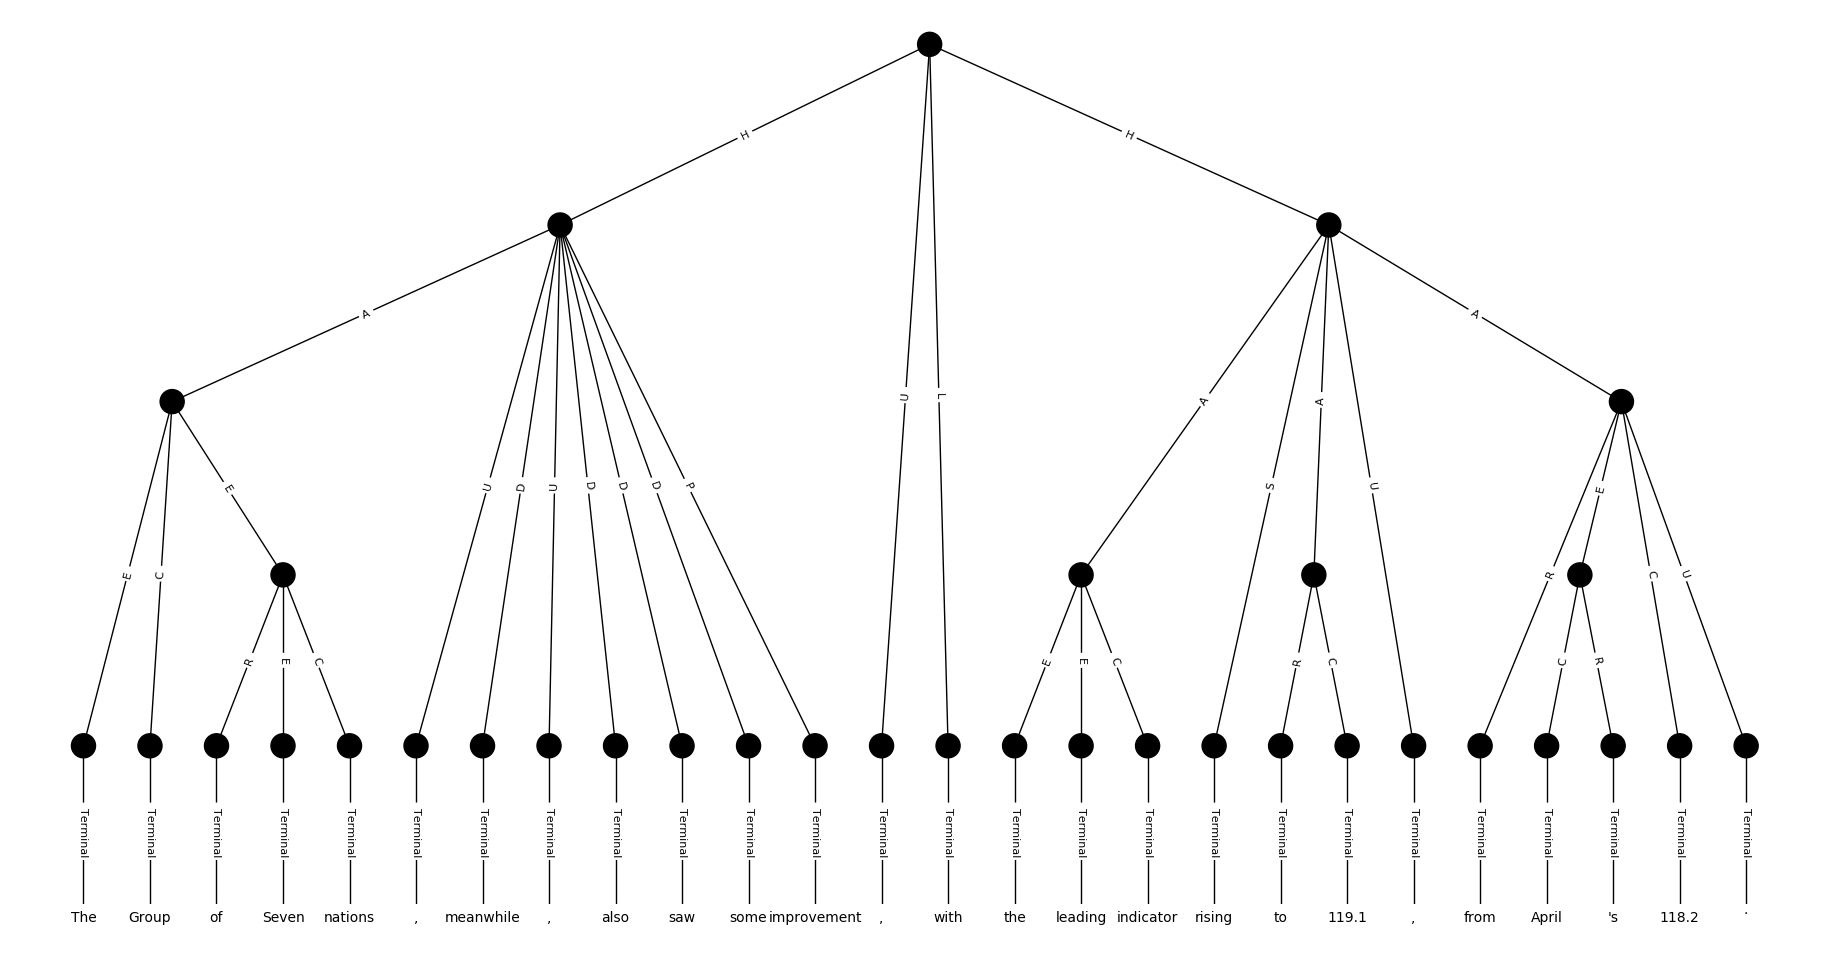 H H
A A
U L A S A U
E C E U D U D D D P R E C U
R E C E E C R C C R
Terminal Terminal Terminal Terminal Terminal Terminal Terminal Terminal Terminal Terminal Terminal Terminal Terminal Terminal Terminal Terminal Terminal Terminal Terminal Terminal Terminal Terminal Terminal Terminal Terminal Terminal
The Group of Seven nations , meanwhile , also saw some improvement , with the leading indicator rising to 119.1 , from April 's 118.2 .